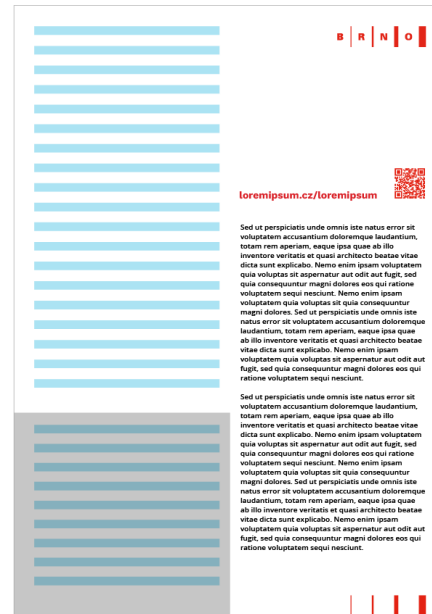 B R N O
loremipsum.cz/loremipsum
Sed ut perspiciatis unde omnis iste natus error sit
voluptatem accusantium doloremque laudantium,
totam rem aperiam, eaque ipsa quae ab illo
inventore veritatis et quasi architecto beatae vitae
dicta sunt explicabo. Nemo enim ipsam voluptatem
quia voluptas sit aspernatur aut odit aut fugit, sed
quia consequuntur magni dolores eos qui ratione
voluptatem sequi nesciunt. Nemo enim ipsam
voluptatem quia voluptas sit quia consequuntur
magni dolores. Sed ut perspiciatis unde omnis iste
natus error sit voluptatem accusantium doloremque
laudantium, totam rem aperiam, eaque ipsa quae
ab illo inventore veritatis et quasi architecto beatae
vitae dicta sunt explicabo. Nemo enim ipsam
voluptatem quia voluptas sit aspernatur aut odit aut
fugit, sed quia consequuntur magni dolores eos qui
ratione voluptatem sequi nesciunt.
Sed ut perspiciatis unde omnis iste natus error sit
voluptatem accusantium doloremque laudantium,
totam rem aperiam, eaque ipsa quae ab illo
inventore veritatis et quasi architecto beatae vitae
dicta sunt explicabo. Nemo enim ipsam voluptatem
quia voluptas sit aspernatur aut odit aut fugit, sed
quia consequuntur magni dolores eos qui ratione
voluptatem sequi nesciunt. Nemo enim ipsam
voluptatem quia voluptas sit quia consequuntur
magni dolores. Sed ut perspiciatis unde omnis iste
natus error sit voluptatem accusantium doloremque
laudantium, totam rem aperiam, eaque ipsa quae
ab illo inventore veritatis et quasi architecto beatae
vitae dicta sunt explicabo. Nemo enim ipsam
voluptatem quia voluptas sit aspernatur aut odit aut
fugit, sed quia consequuntur magni dolores eos qui
ratione voluptatem sequi nesciunt.